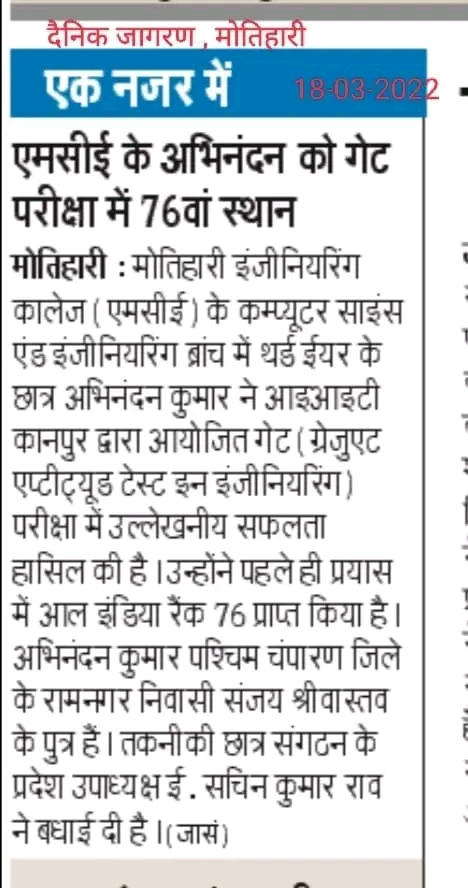 दैनिक जागरण , मोतिहारी
एक नजर में
18-03-2022
एमसीई के अभिनंदन को गेट
परीक्षा में 76वां स्थान
मोतिहारी : मोतिहारी इंजीनियरिंग
कालेज ( एमसीई ) के कम्प्यूटर साइंस
एंड इंजीनियरिंग ब्रांच में थर्ड ईयर के
छात्र अभिनंदन कुमार ने आइआइटी
कानपुर द्वारा आयोजित गेट ( ग्रेजुएट
एप्टीट्यूड टेस्ट इन इंजीनियरिंग )
परीक्षा में उल्लेखनीय सफलता
हासिल की है । उन्होंने पहले ही प्रयास
में आल इंडिया रैंक 76 प्राप्त किया है ।
अभिनंदन कुमार पश्चिम चंपारण जिले
के रामनगर निवासी संजय श्रीवास्तव
के पुत्र हैं । तकनीकी छात्र संगठन के
प्रदेश उपाध्यक्ष ई . सचिन कुमार राव
ने बधाई दी है । ( जासं )